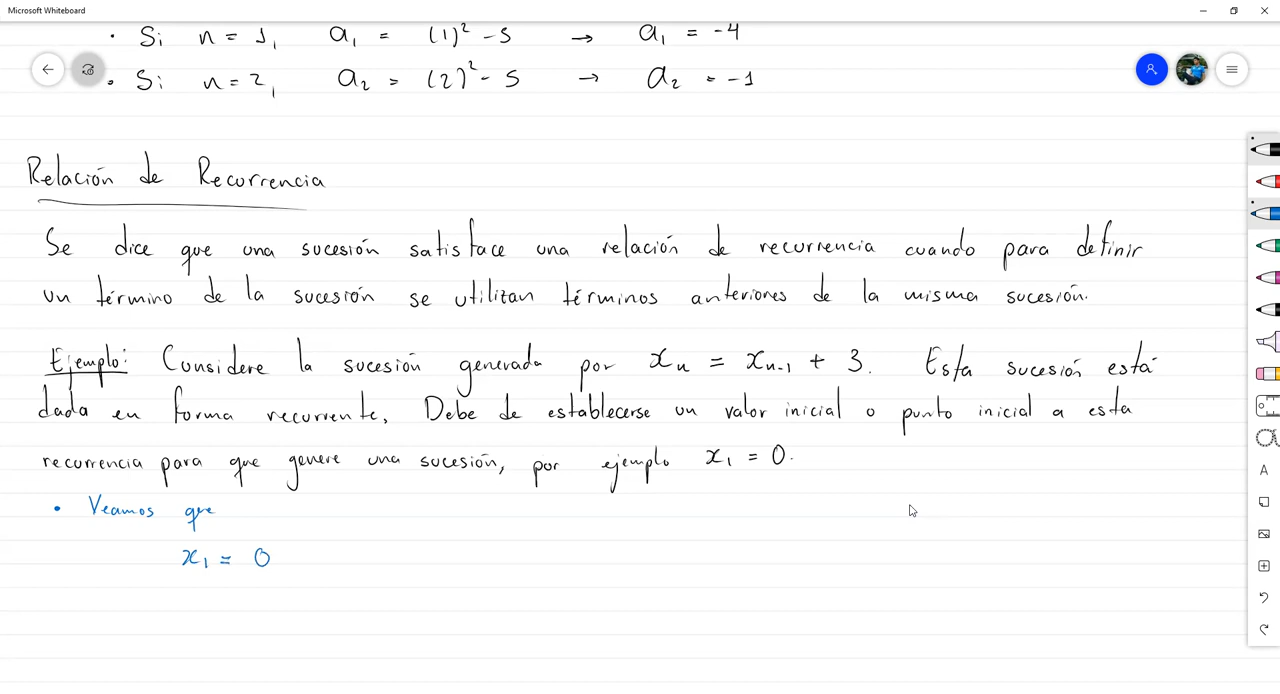 Microsoft Whiteboard
• Si n = 1, a₁ = (1)² - 5 → a₁ = -4
• Si n = 2, a₂ = (2)² - 5 → a₂ = -1
Relación de Recurrencia
Se dice que una sucesión satisface una relación de recurrencia cuando para definir
un término de la sucesión se utilizan términos anteriores de la misma sucesión.
Ejemplo: Considere la sucesión generada por xₙ = xₙ₋₁ + 3. Esta sucesión está
dada en forma recurrente. Debe de establecerse un valor inicial o punto inicial a esta
recurrencia para que genere una sucesión, por ejemplo x₁ = 0.
• Veamos que
x₁ = 0
A